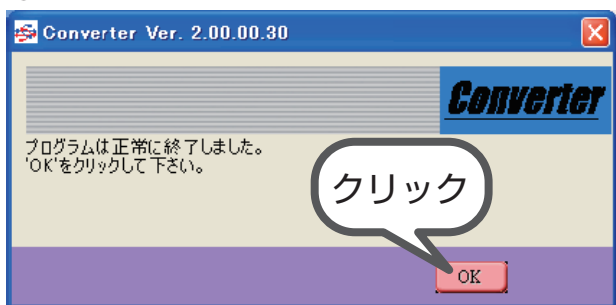 Converter Ver. 2.00.00.30
Converter
プログラムは正常に終了しました。
'OK'をクリックして下さい。
クリック
OK